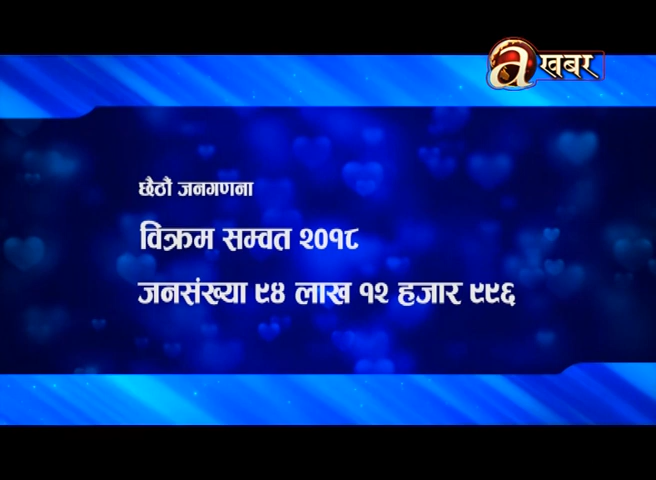 a खबर
छैठौं जनगणना
विक्रम सम्वत २०१८
जनसंख्या ९४ लाख १२ हजार ९९६